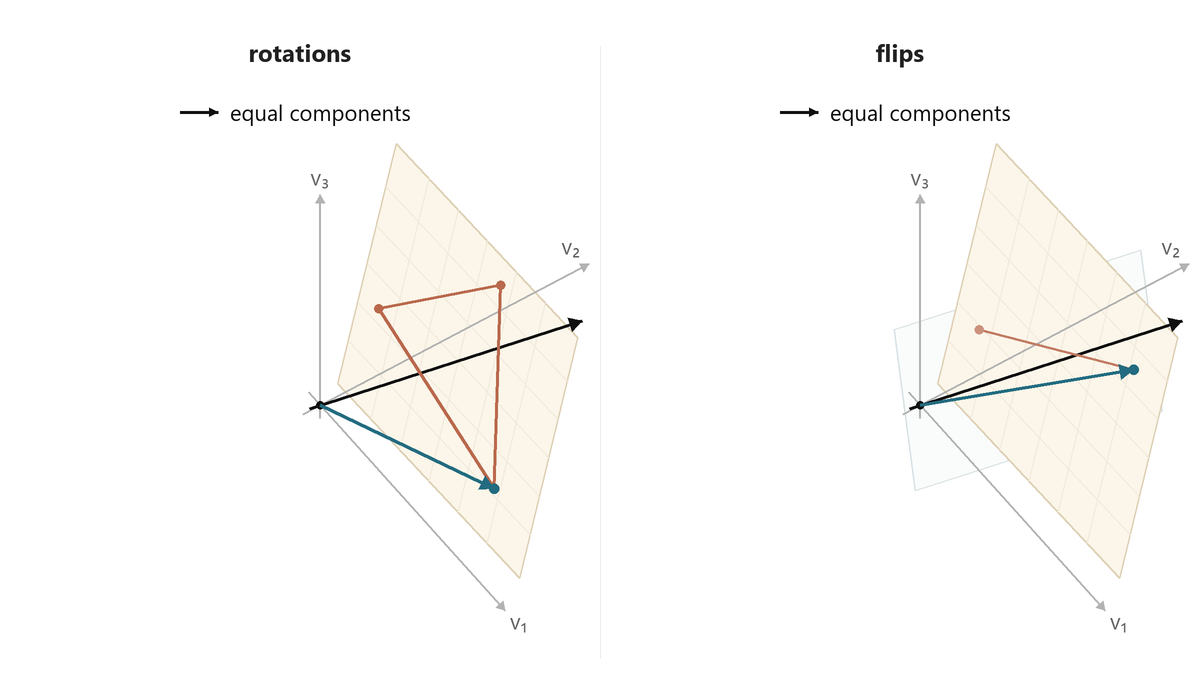 rotations
equal components
V₃
V₂
V₁
flips
equal components
V₃
V₂
V₁